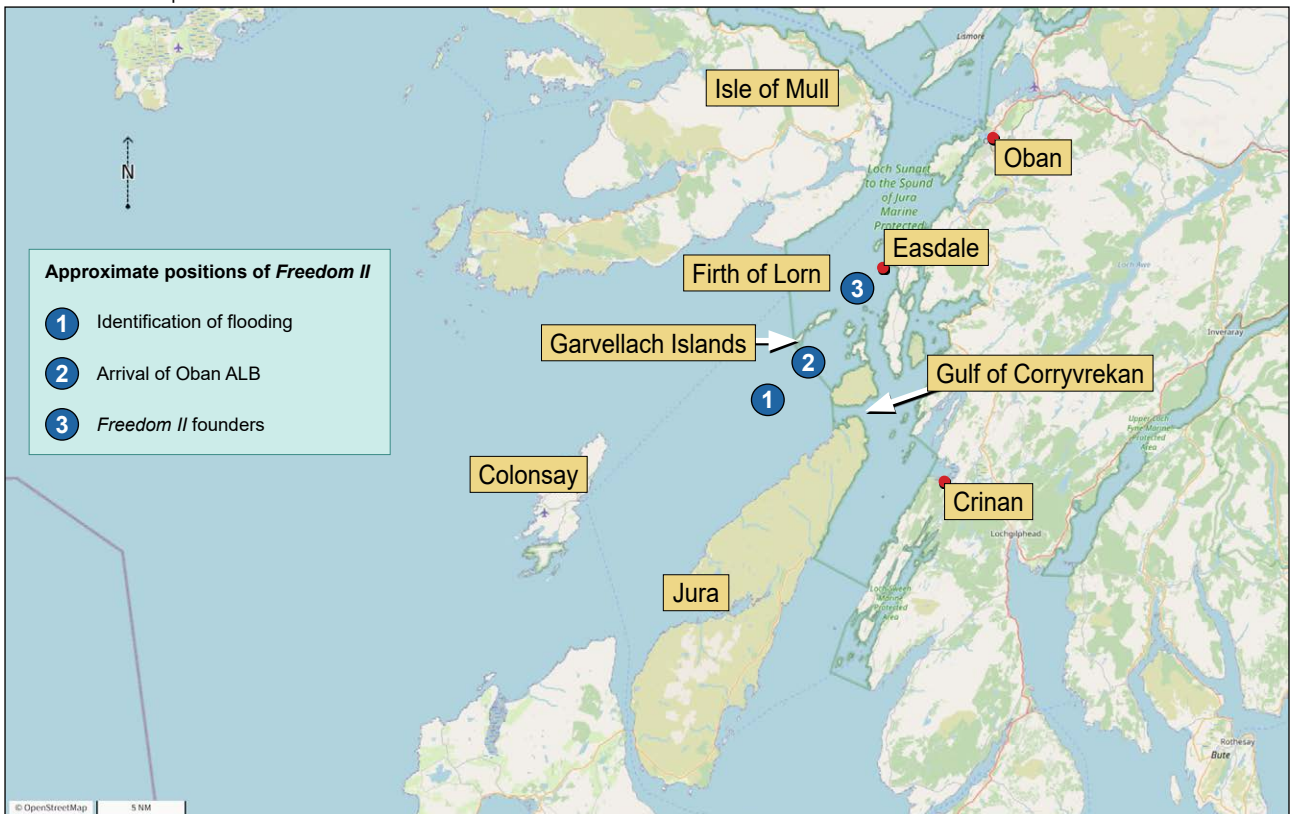 Lismore
Isle of Mull
Oban
N
Loch Sunart
to the Sound
of Jura
Marine
Protected
Easdale
Firth of Lorn
3
Approximate positions of Freedom II
1 Identification of flooding
2 Arrival of Oban ALB
3 Freedom II founders
Loch Awe
Inveraray
Garvellach Islands
2
Gulf of Corryvrekan
1
Upper Loch
Fyne Marine
Protected
Area
Colonsay
Crinan
Lochgilphead
Jura
Loch Sween
Marine
Protected
Area
Rothesay
Bute
© OpenStreetMap
5 NM